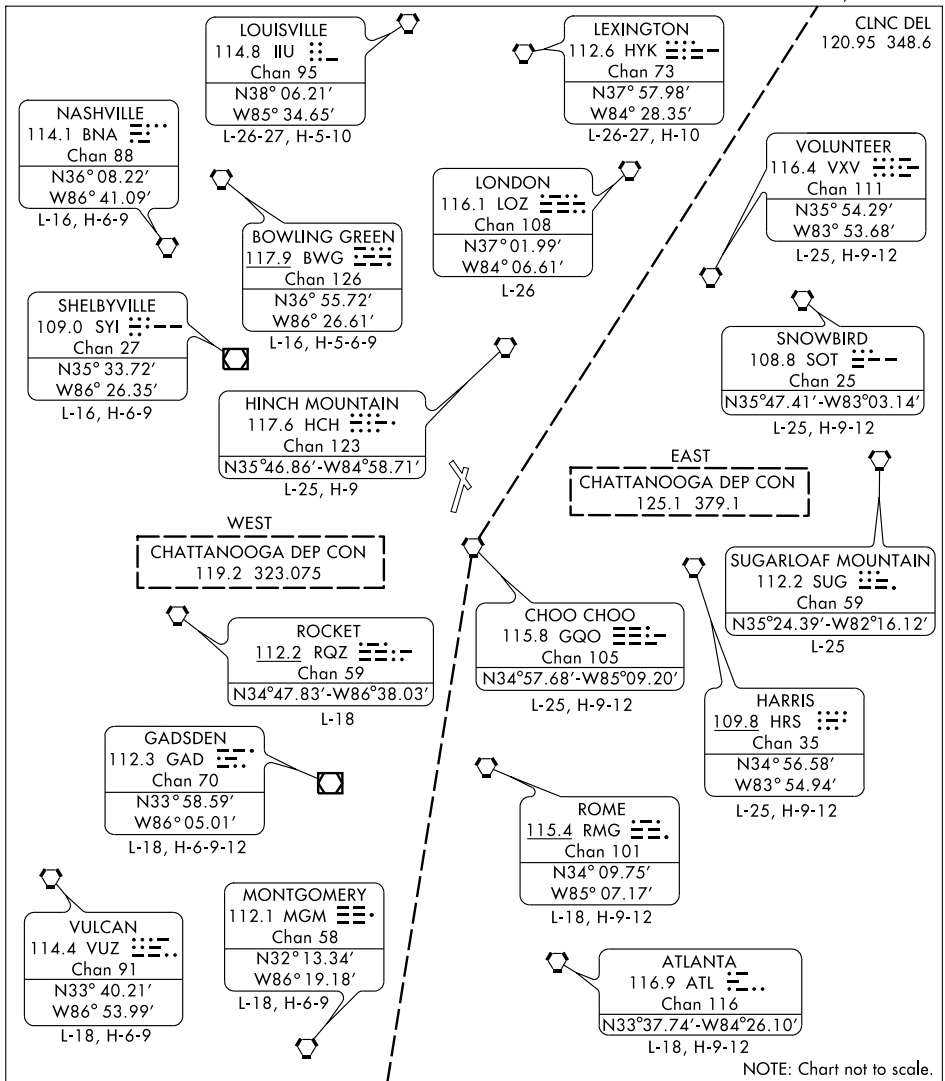 CLNC DEL
120.95 348.6
LOUISVILLE
114.8 IIU
Chan 95
N38° 06.21′
W85° 34.65′
L-26-27, H-5-10
LEXINGTON
112.6 HYK
Chan 73
N37° 57.98′
W84° 28.35′
L-26-27, H-10
NASHVILLE
114.1 BNA
Chan 88
N36° 08.22′
W86° 41.09′
L-16, H-6-9
VOLUNTEER
116.4 VXV
Chan 111
N35° 54.29′
W83° 53.68′
L-25, H-9-12
LONDON
116.1 LOZ
Chan 108
N37° 01.99′
W84° 06.61′
L-26
BOWLING GREEN
117.9 BWG
Chan 126
N36° 55.72′
W86° 26.61′
L-16, H-5-6-9
SHELBYVILLE
109.0 SYI
Chan 27
N35° 33.72′
W86° 26.35′
L-16, H-6-9
SNOWBIRD
108.8 SOT
Chan 25
N35°47.41′-W83°03.14′
L-25, H-9-12
HINCH MOUNTAIN
117.6 HCH
Chan 123
N35°46.86′-W84°58.71′
L-25, H-9
EAST
CHATTANOOGA DEP CON
125.1 379.1
WEST
CHATTANOOGA DEP CON
119.2 323.075
SUGARLOAF MOUNTAIN
112.2 SUG
Chan 59
N35°24.39′-W82°16.12′
L-25
CHOO CHOO
115.8 GQO
Chan 105
N34°57.68′-W85°09.20′
L-25, H-9-12
ROCKET
112.2 RQZ
Chan 59
N34°47.83′-W86°38.03′
L-18
HARRIS
109.8 HRS
Chan 35
N34° 56.58′
W83° 54.94′
L-25, H-9-12
GADSDEN
112.3 GAD
Chan 70
N33° 58.59′
W86° 05.01′
L-18, H-6-9-12
ROME
115.4 RMG
Chan 101
N34° 09.75′
W85° 07.17′
L-18, H-9-12
MONTGOMERY
112.1 MGM
Chan 58
N32° 13.34′
W86° 19.18′
L-18, H-6-9
VULCAN
114.4 VUZ
Chan 91
N33° 40.21′
W86° 53.99′
L-18, H-6-9
ATLANTA
116.9 ATL
Chan 116
N33°37.74′-W84°26.10′
L-18, H-9-12
NOTE: Chart not to scale.